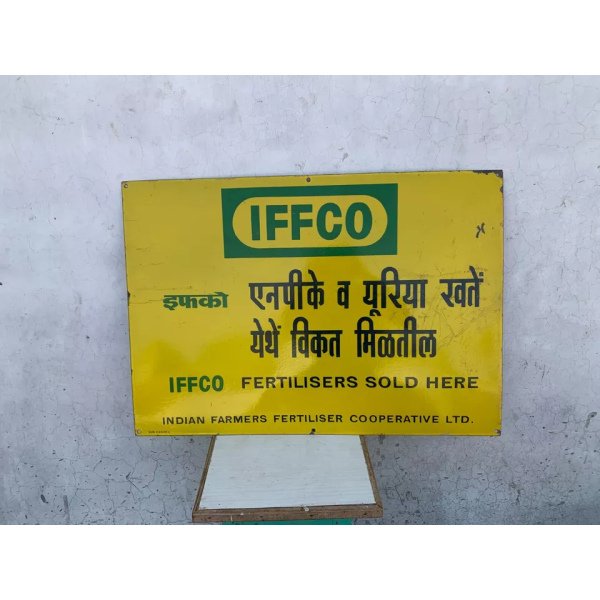 IFFCO
इफको एनपीके व यूरिया खतें
येथें विकत मिळतील
IFFCO FERTILISERS SOLD HERE
INDIAN FARMERS FERTILISER COOPERATIVE LTD.